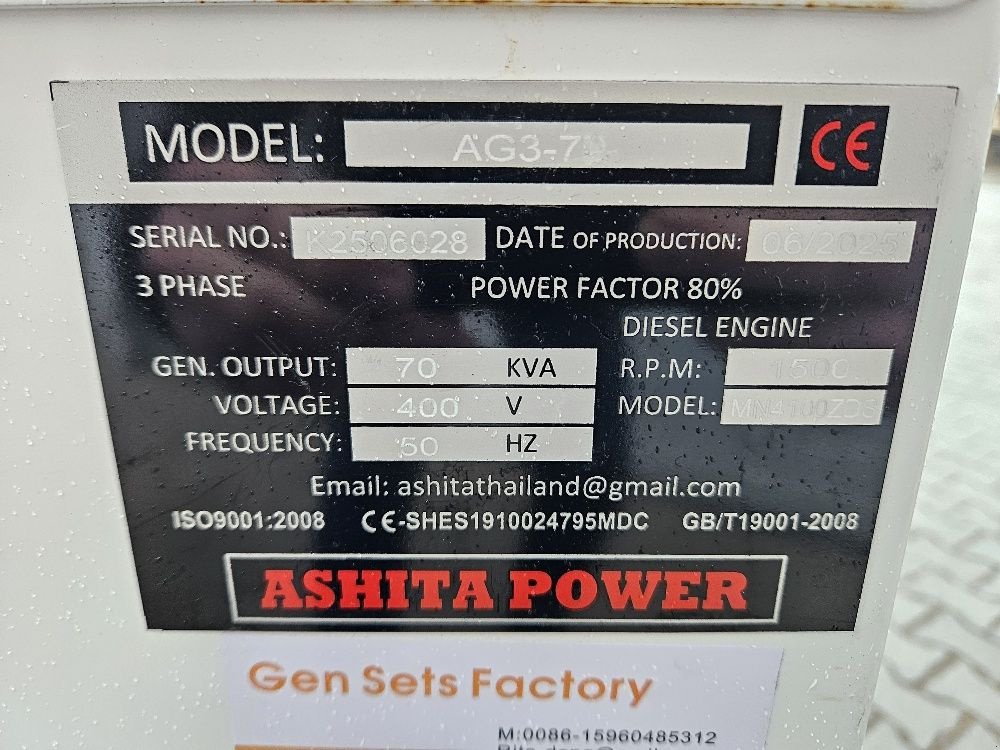 MODEL: AG3-70 CE
SERIAL NO.: K2506028 DATE OF PRODUCTION: 06/2025
3 PHASE POWER FACTOR 80%
DIESEL ENGINE
GEN. OUTPUT: 70 KVA R.P.M: 1500
VOLTAGE: 400 V MODEL:
FREQUENCY: 50 HZ
Email: ashitathailand@gmail.com
ISO9001:2008 CE-SHES1910024795MDC GB/T19001-2008
ASHITA POWER
Gen Sets Factory
M:0086-15960485312